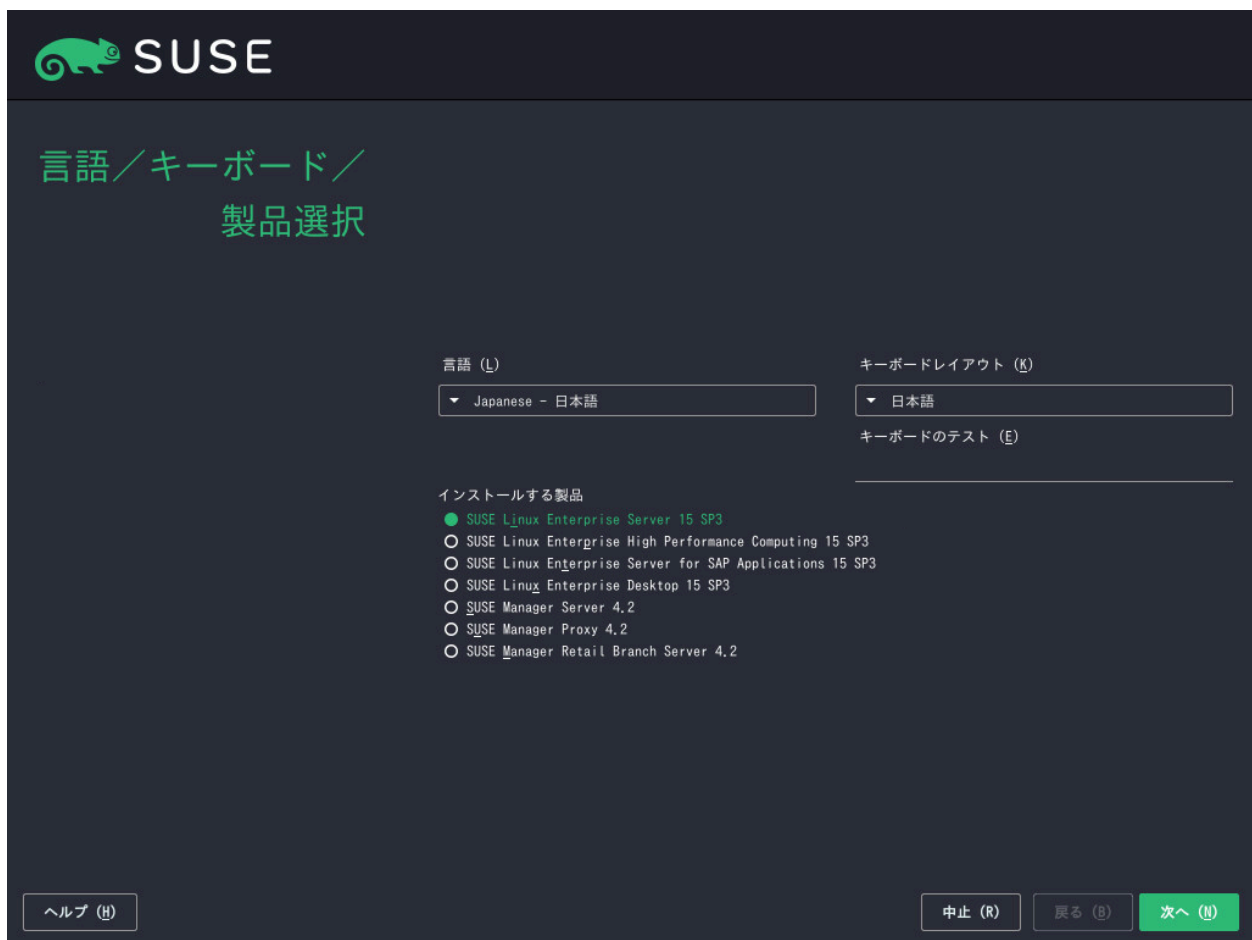 SUSE
言語／キーボード／
製品選択
言語 (L)
Japanese - 日本語
キーボードレイアウト (K)
日本語
キーボードのテスト (E)
インストールする製品
SUSE Linux Enterprise Server 15 SP3
SUSE Linux Enterprise High Performance Computing 15 SP3
SUSE Linux Enterprise Server for SAP Applications 15 SP3
SUSE Linux Enterprise Desktop 15 SP3
SUSE Manager Server 4.2
SUSE Manager Proxy 4.2
SUSE Manager Retail Branch Server 4.2
ヘルプ (H)
中止 (R)
戻る (B)
次へ (N)